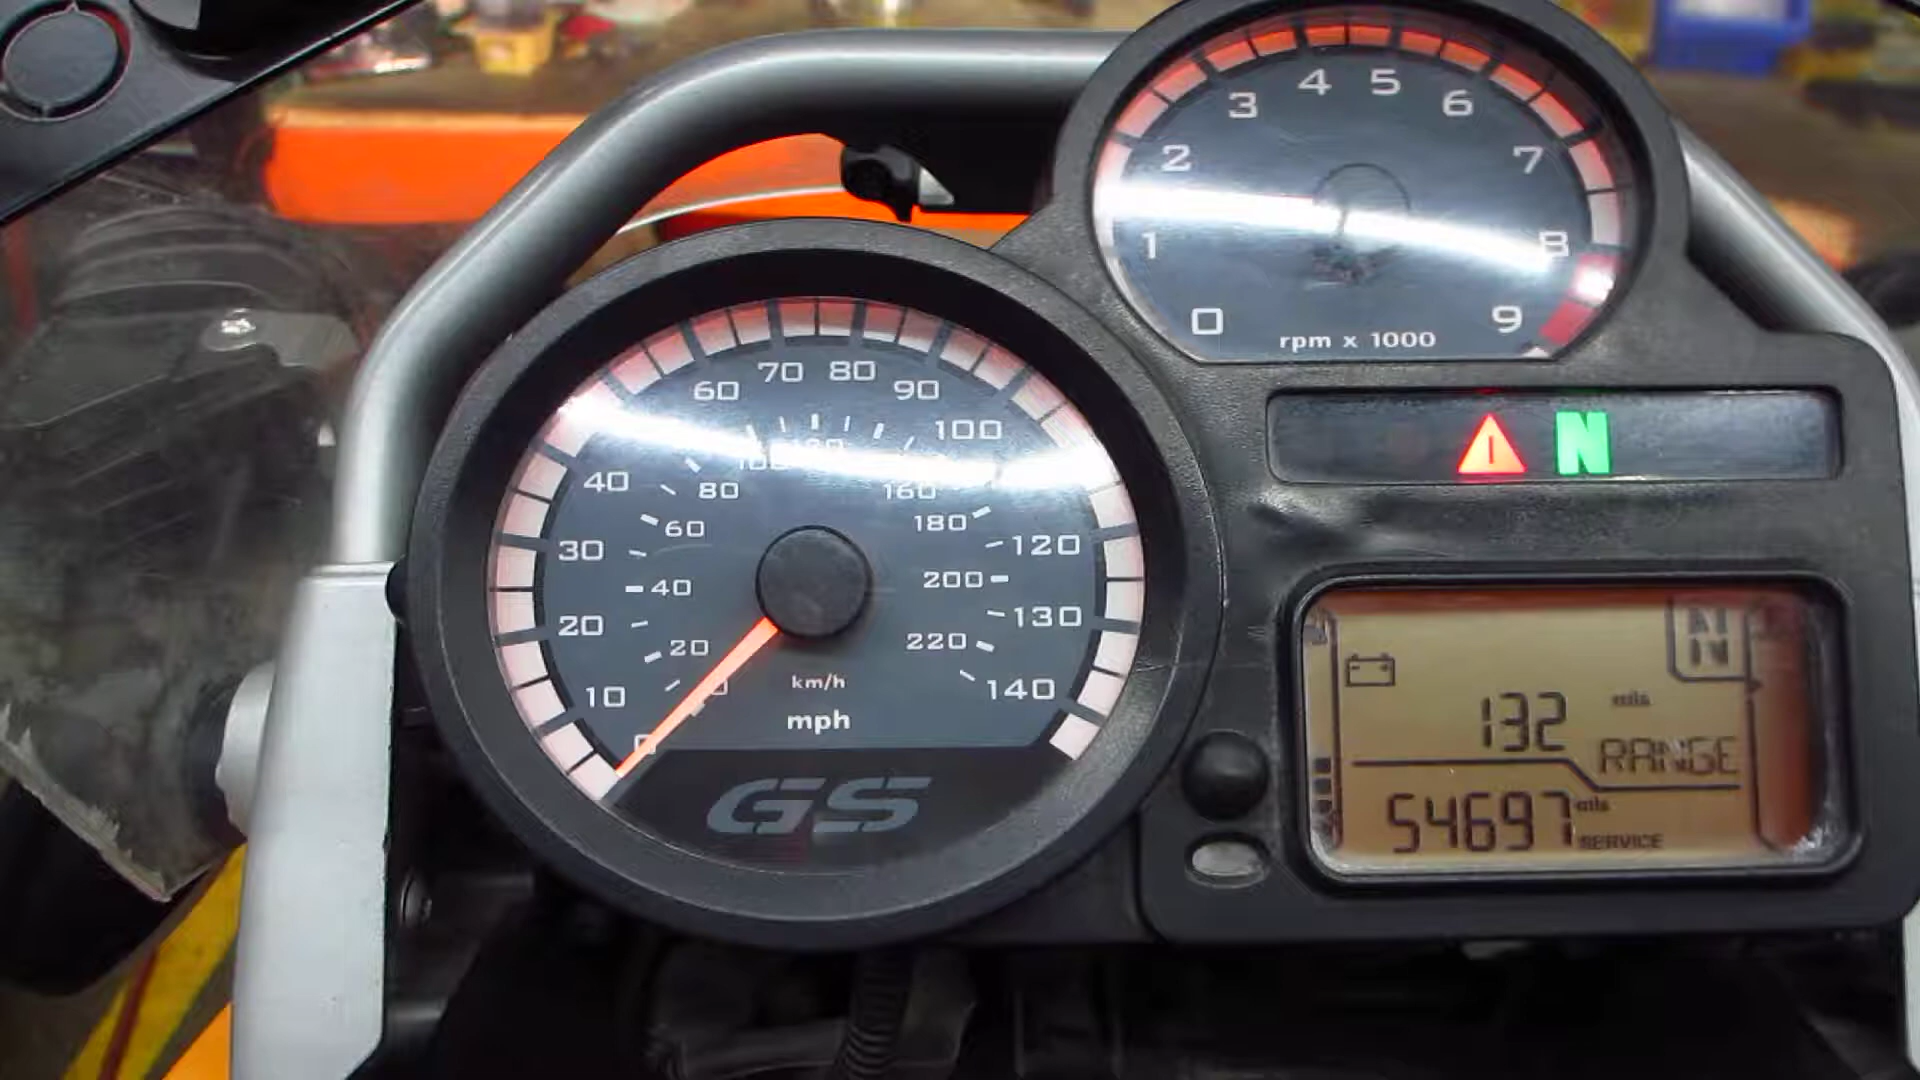 4 5
3 6
2 7
1 8
0 9
rpm x 1000
70 80
60 90
100
40
30 120
20 130
10 140
0
80 160
60 180
40 200
20 220
km/h
mph
GS
N
132 mls
RANGE
54697 mls
SERVICE